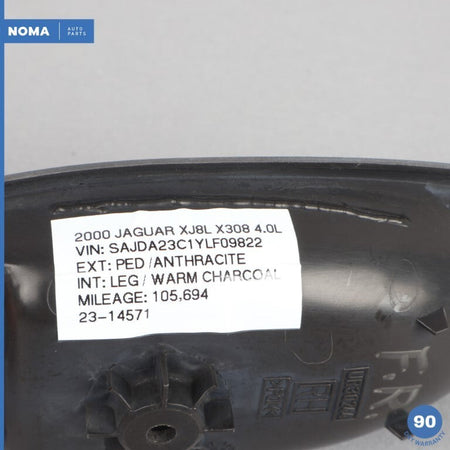 NOMA AUTO
PARTS
2000 JAGUAR XJ8L X308 4.0L
VIN: SAJDA23C1YLF09822
EXT: PED /ANTHRACITE
INT: LEG / WARM CHARCOAL
MILEAGE: 105,694
23-14571
F.R.
90